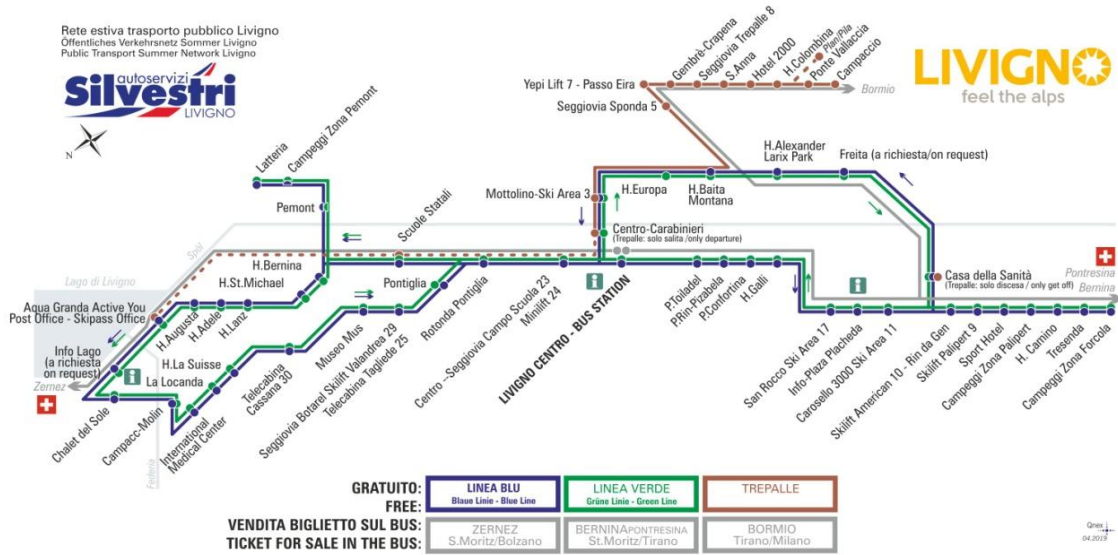 Rete estiva trasporto pubblico Livigno
Öffentliches Verkehrsnetz Sommer Livigno
Public Transport Summer Network Livigno
autoservizi
Silvestri
LIVIGNO
N
LIVIGNO
feel the alps
Yepi Lift 7 - Passo Eira
Gembrè-Crapena
Seggiovia Trepalle 8
S.Anna
Hotel 2000
H.Colombina
Plan/Pila
Ponte Vallaccia
Campaccio
Bormio
Seggiovia Sponda 5
Latteria
Campeggi Zona Pemont
Pemont
Mottolino-Ski Area 3
H.Europa
H.Baita
Montana
H.Alexander
Larix Park
Freita (a richiesta/on request)
Centro-Carabinieri
(Trepalle: solo salita /only departure)
Scuole Statali
Spöl
Lago di Livigno
H.Bernina
H.St.Michael
Aqua Granda Active You
Post Office - Skipass Office
H.Augusta
H.Adele
H.Lanz
Pontiglia
Rotonda Pontiglia
Centro --Seggiovia Campo Scuola 23
Minilift 24
LIVIGNO CENTRO - BUS STATION
P.Toiladel
P.Rin-Rizabela
P.Confortina
H.Galli
Casa della Sanità
(Trepalle: solo discesa / only get off)
Pontresina
Bernina
Info Lago
(a richiesta
on request)
Zernez
Chalet del Sole
Campacc-Molin
Federia
La Locanda
H.La Suisse
International
Medical Center
Telecabina
Cassana 30
Museo Mus
Seggiovia Botarel Skilift Valandrea 29
Telecabina Tagliede 25
San Rocco Ski Area 17
Info-Plaza Placheda
Carosello 3000 Ski Area 11
Skilift American 10 - Rin da Gen
Skilift Palipert 9
Sport Hotel
Campeggi Zona Palipert
H. Camino
Tresenda
Campeggi Zona Forcola
GRATUITO:
FREE:
LINEA BLU
Blaue Linie - Blue Line
LINEA VERDE
Grüne Linie - Green Line
TREPALLE
VENDITA BIGLIETTO SUL BUS:
TICKET FOR SALE IN THE BUS:
ZERNEZ
S.Moritz/Bolzano
BERNINA PONTRESINA
St.Moritz/Tirano
BORMIO
Tirano/Milano
Qnex
04.2019